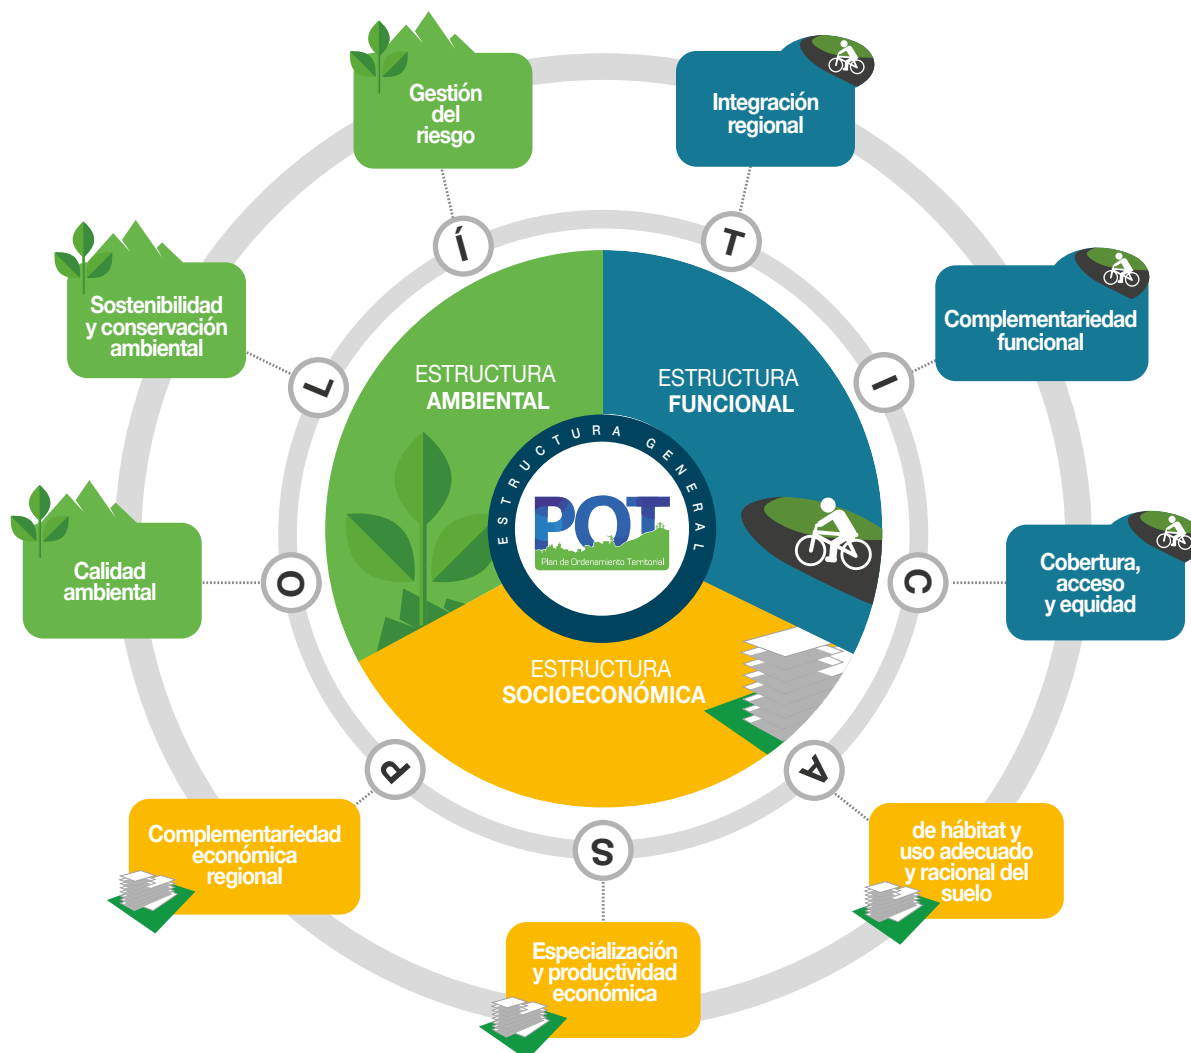 Gestión
del
riesgo
Integración
regional
Sostenibilidad
y conservación
ambiental
Complementariedad
funcional
Calidad
ambiental
Cobertura,
acceso
y equidad
Complementariedad
económica
regional
Especialización
y productividad
económica
de hábitat y
uso adecuado
y racional del
suelo
POLÍTICAS
ESTRUCTURA
AMBIENTAL
ESTRUCTURA
FUNCIONAL
ESTRUCTURA
SOCIOECONÓMICA
ESTRUCTURA GENERAL
POT
Plan de Ordenamiento Territorial